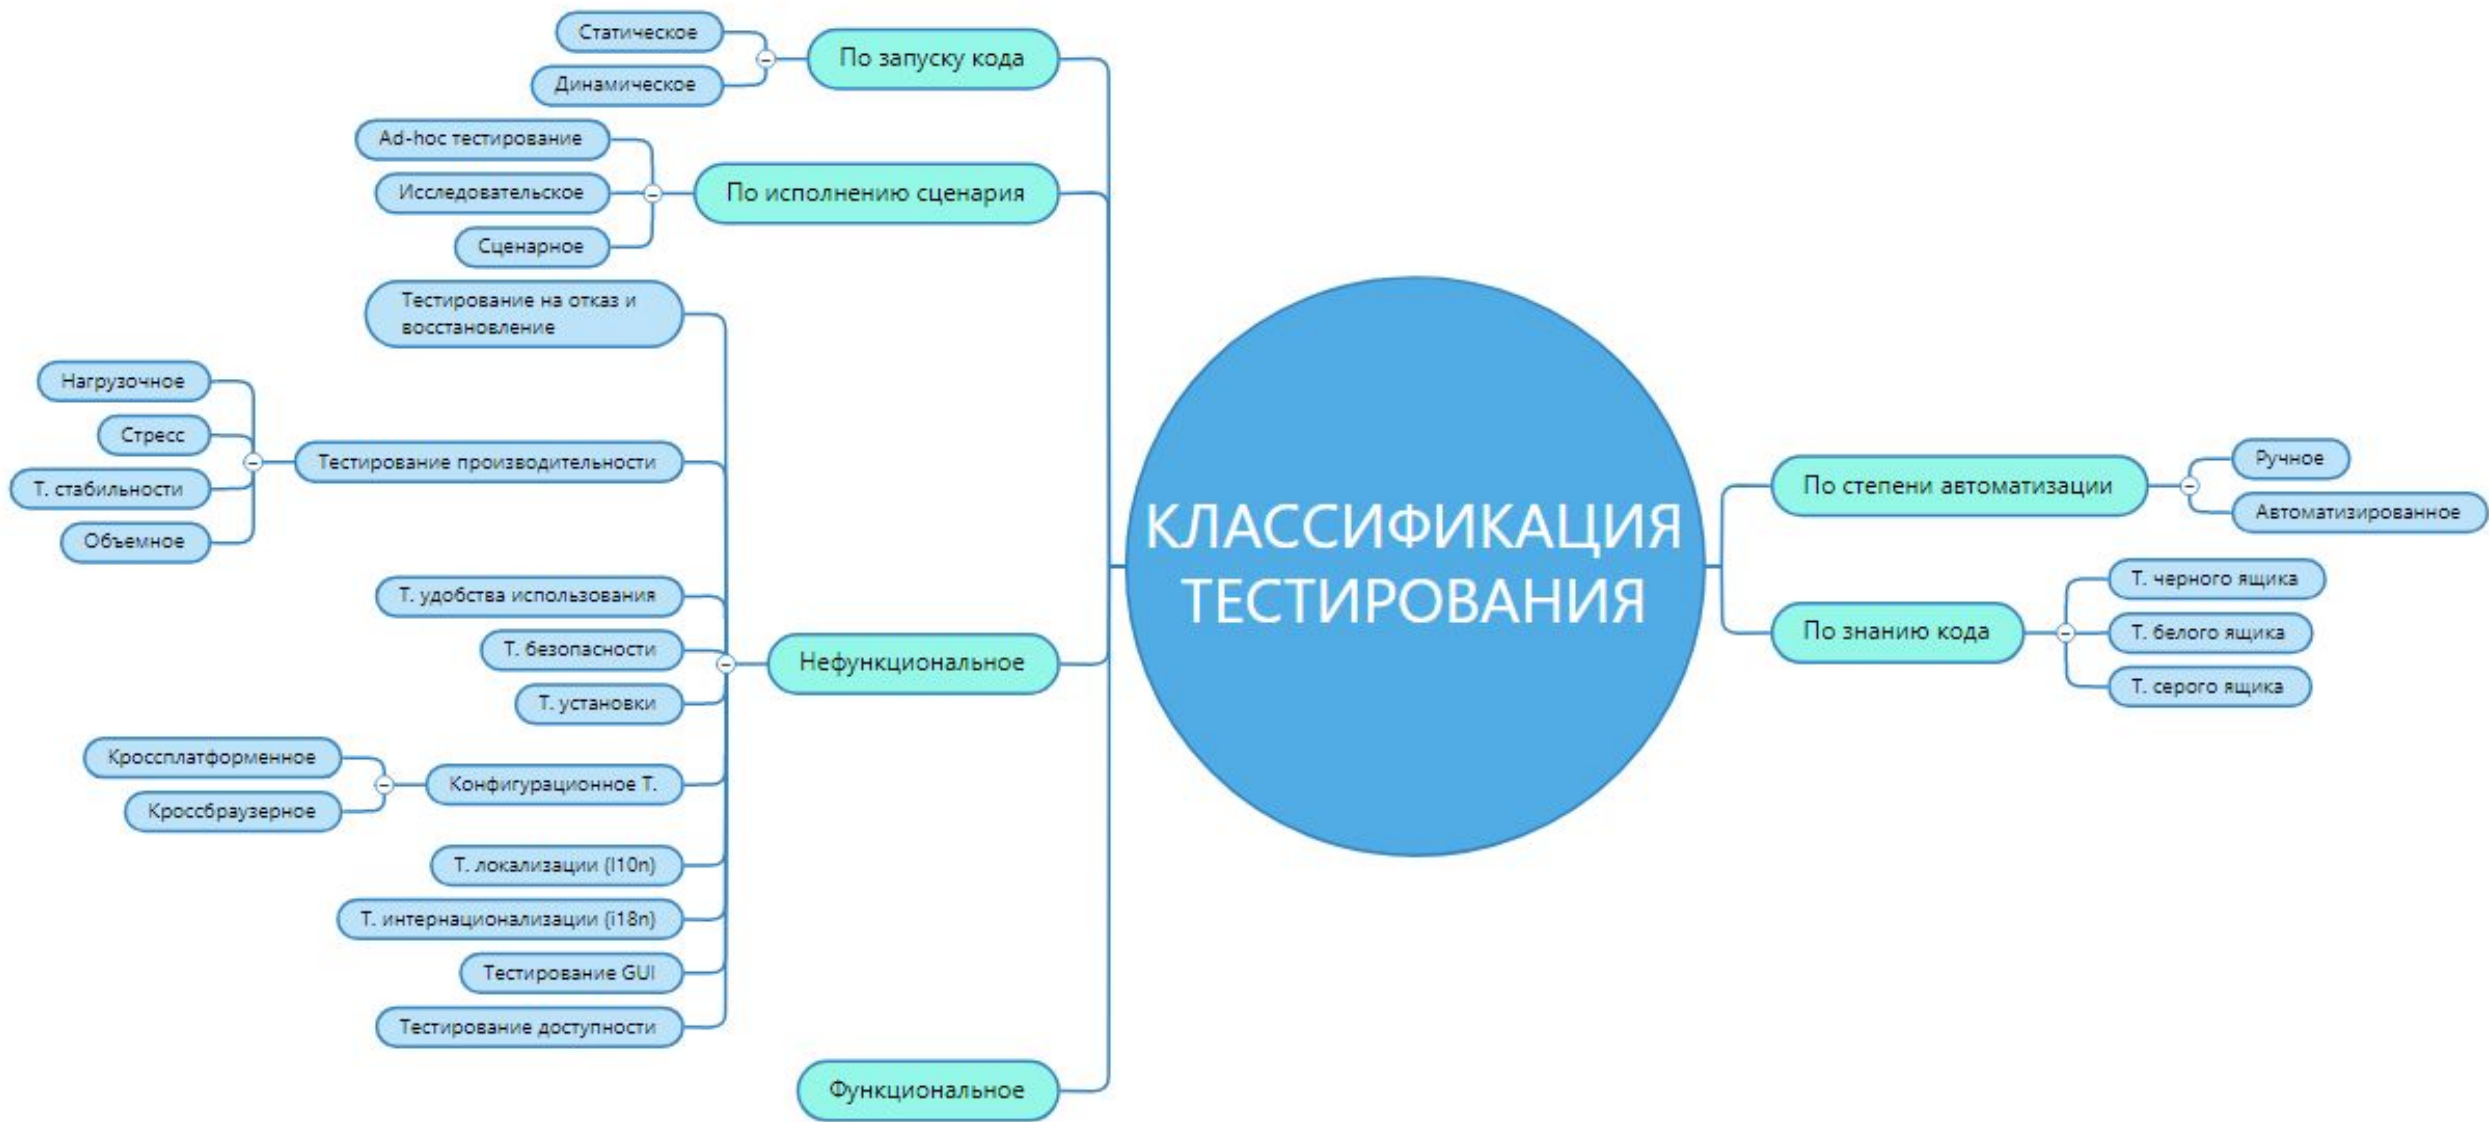 Статическое
Динамическое
По запуску кода
Ad-hoc тестирование
Исследовательское
Сценарное
По исполнению сценария
Тестирование на отказ и
восстановление
Нагрузочное
Стресс
Т. стабильности
Объемное
Тестирование производительности
Т. удобства использования
Т. безопасности
Т. установки
Кроссплатформенное
Кроссбраузерное
Конфигурационное Т.
Т. локализации (l10n)
Т. интернационализации (i18n)
Тестирование GUI
Тестирование доступности
Нефункциональное
Функциональное
КЛАССИФИКАЦИЯ
ТЕСТИРОВАНИЯ
По степени автоматизации
Ручное
Автоматизированное
По знанию кода
Т. черного ящика
Т. белого ящика
Т. серого ящика